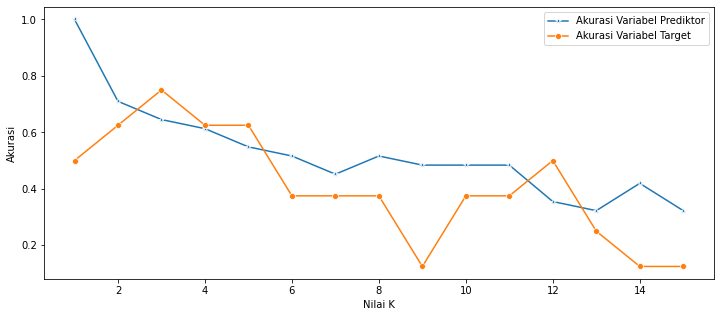 Akurasi Variabel Prediktor
Akurasi Variabel Target
1.0
0.8
0.6
0.4
0.2
Akurasi
2 4 6 8 10 12 14
Nilai K